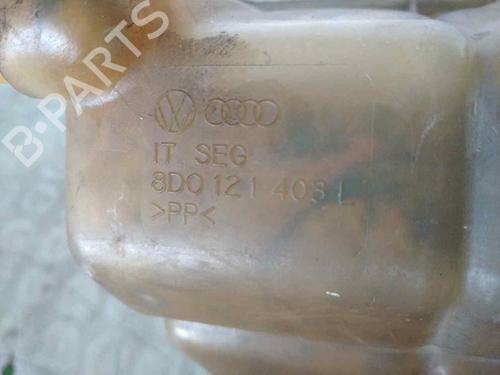 B-PARTS
IT SEG
8D0 121 403 L
>PP<